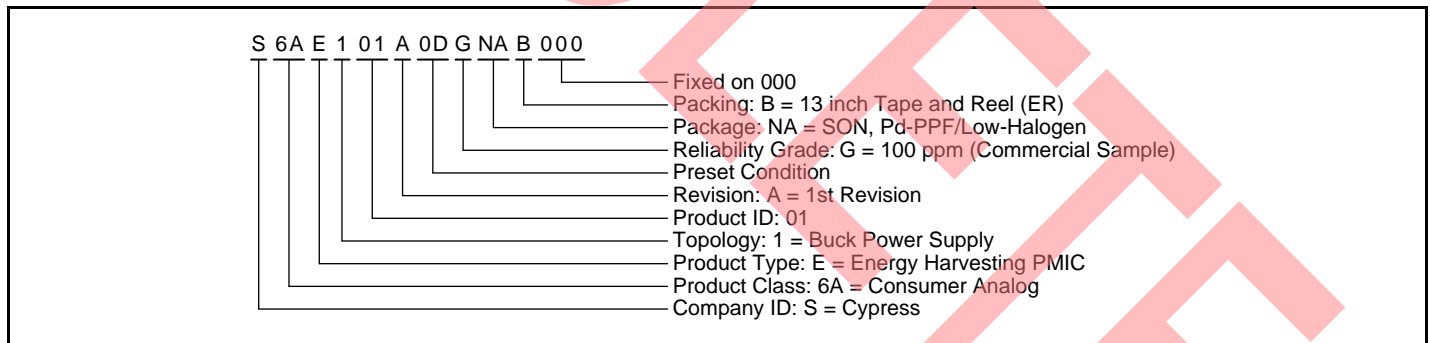 S 6A E 1 01 A 0D G NA B 000
Fixed on 000
Packing: B = 13 inch Tape and Reel (ER)
Package: NA = SON, Pd-PPF/Low-Halogen
Reliability Grade: G = 100 ppm (Commercial Sample)
Preset Condition
Revision: A = 1st Revision
Product ID: 01
Topology: 1 = Buck Power Supply
Product Type: E = Energy Harvesting PMIC
Product Class: 6A = Consumer Analog
Company ID: S = Cypress